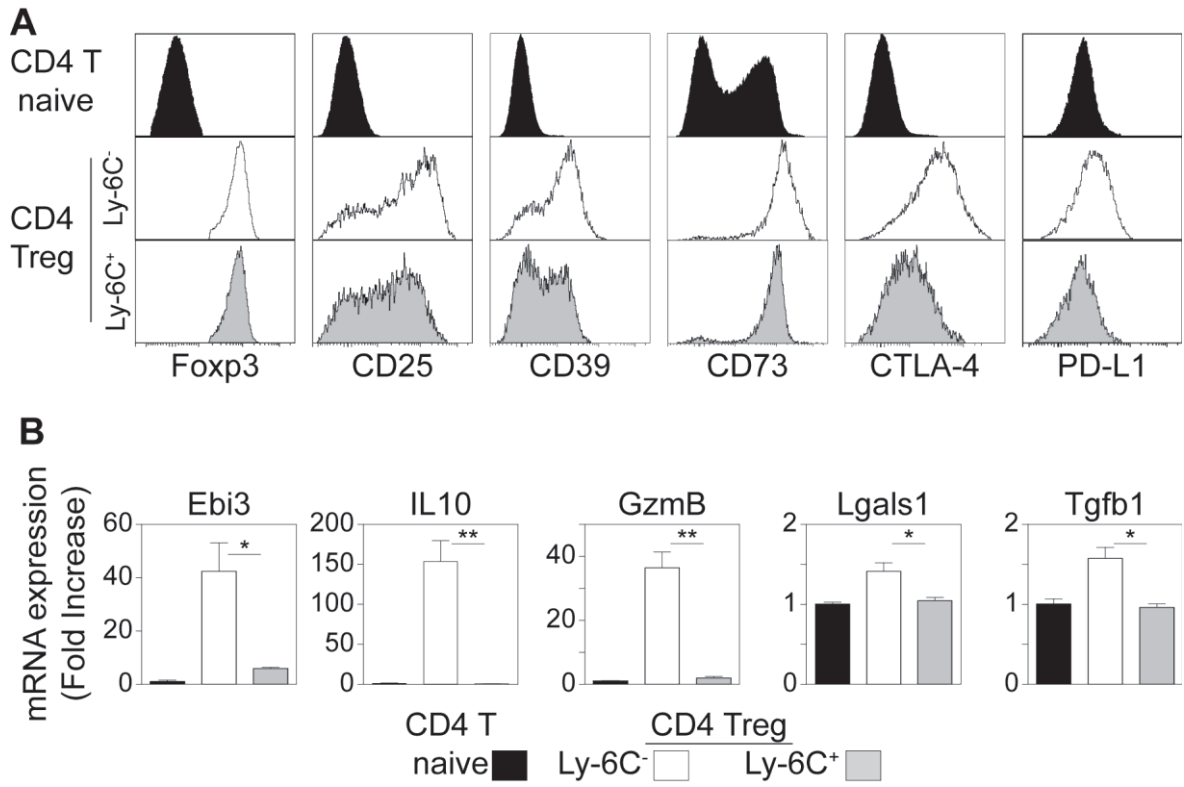 A
CD4 T
naive
CD4
Treg
Ly-6C-
Ly-6C+
Foxp3 CD25 CD39 CD73 CTLA-4 PD-L1
B
mRNA expression
(Fold Increase)
Ebi3 IL10 GzmB Lgals1 Tgfb1
60 200 40 2 2
40 150 20 1 1
20 100 0 0 0
0 50
0
* ** ** * *
CD4 T CD4 Treg
naive Ly-6C- Ly-6C+